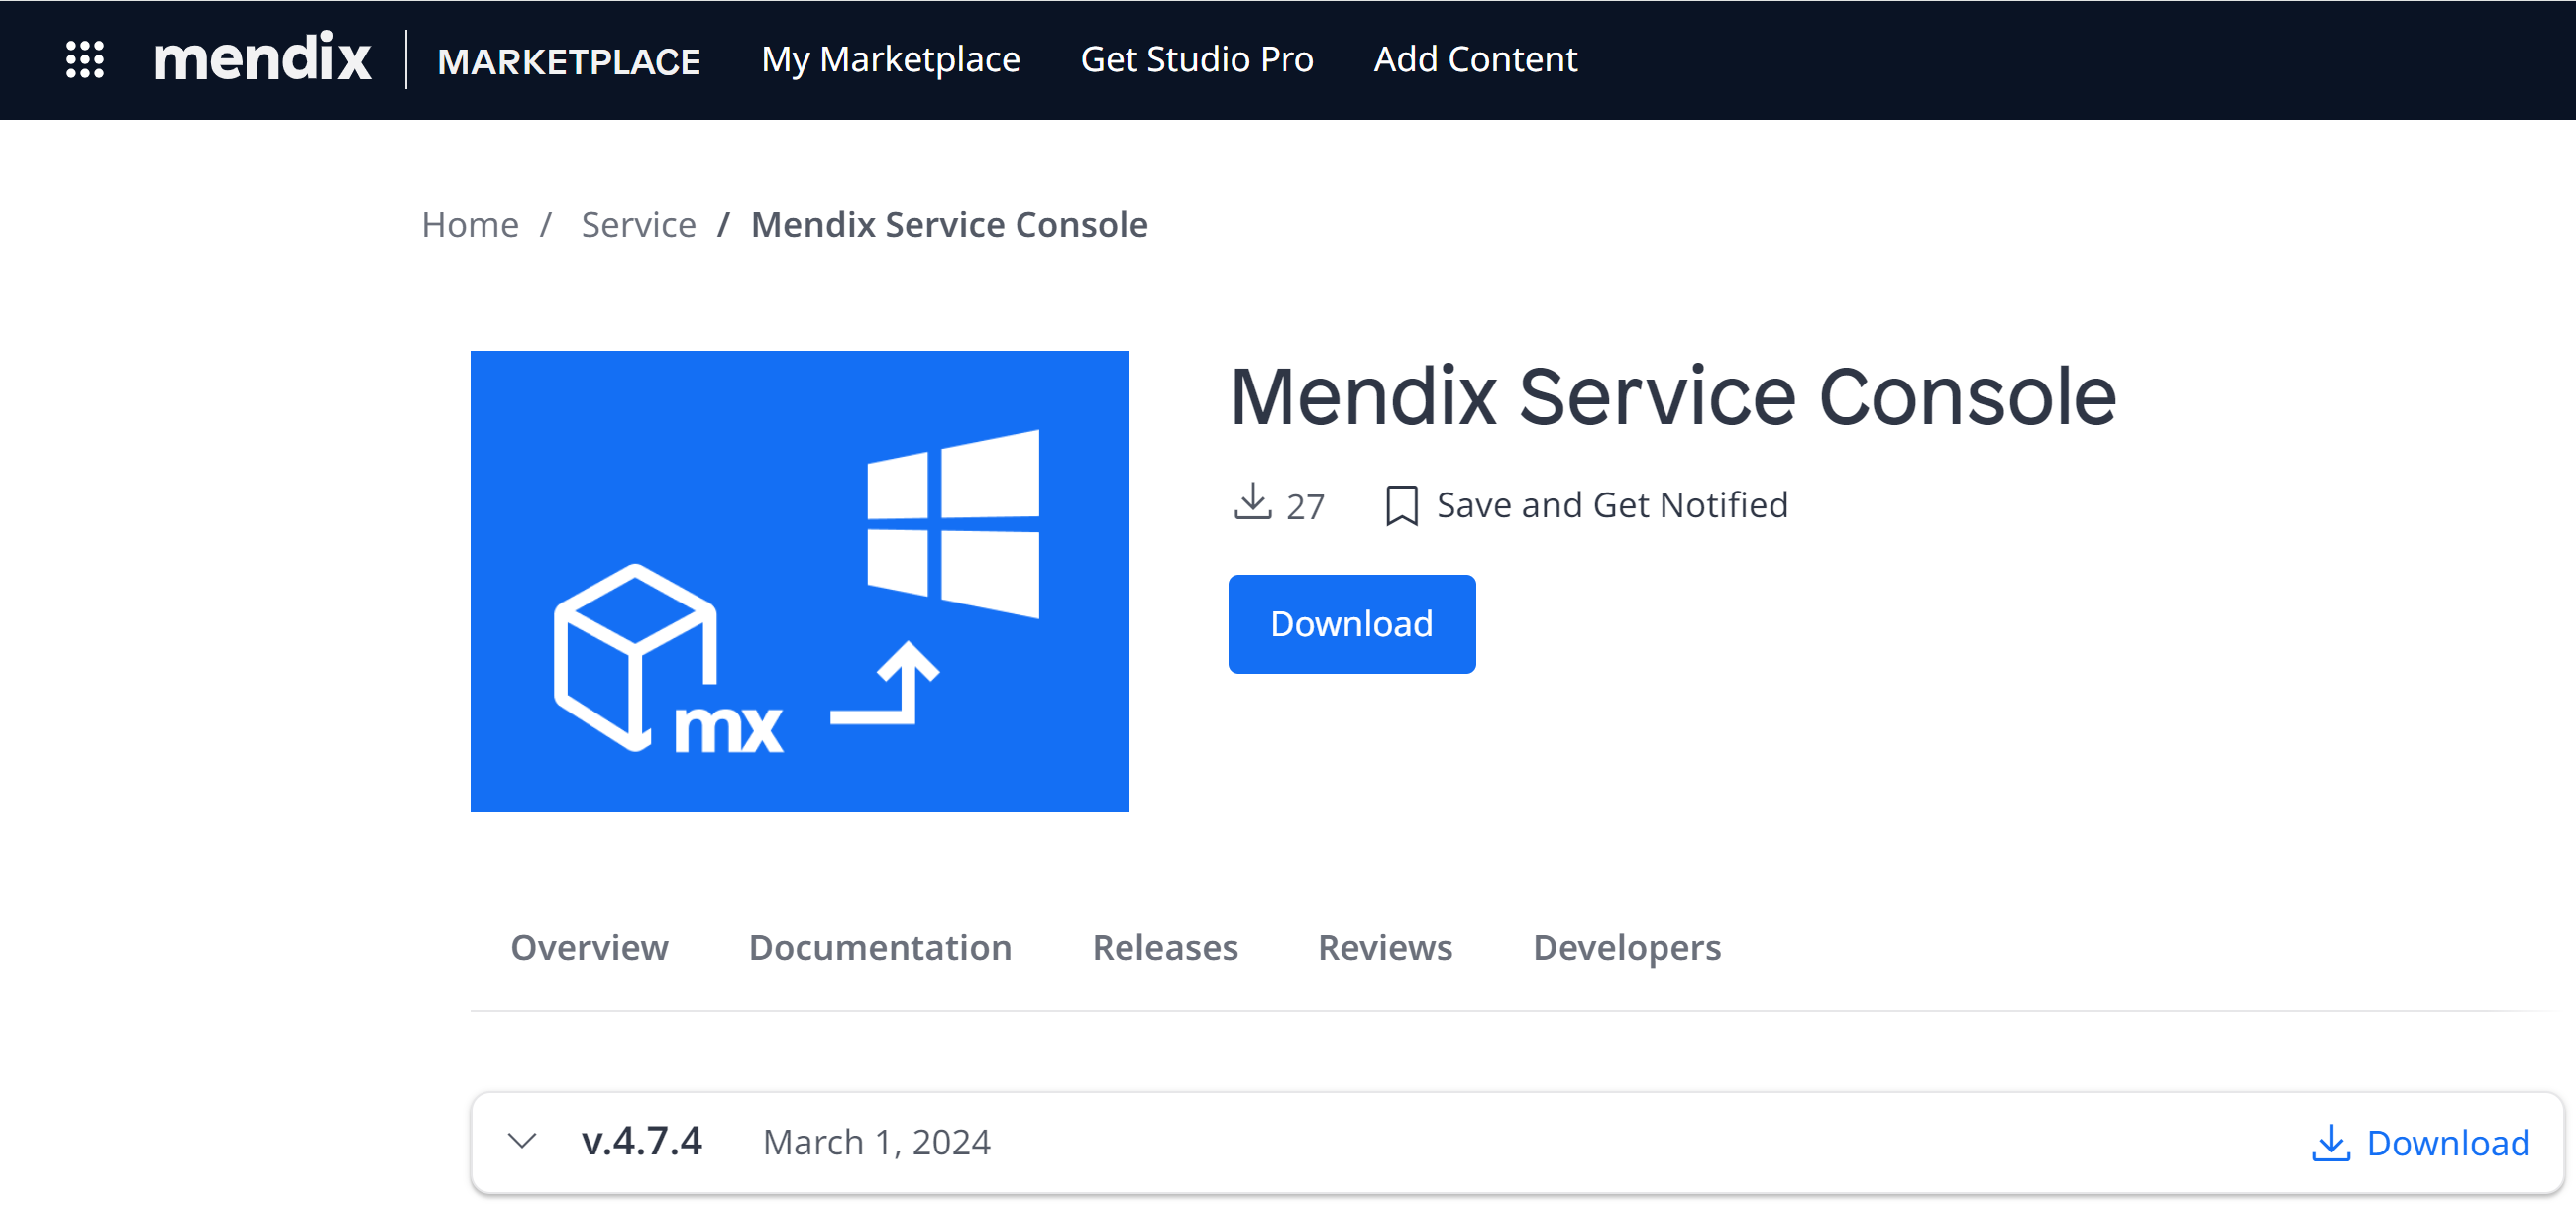 mendix MARKETPLACE My Marketplace Get Studio Pro Add Content
Home / Service / Mendix Service Console
Mendix Service Console
27 Save and Get Notified
Download
mx
Overview Documentation Releases Reviews Developers
v.4.7.4 March 1, 2024 Download